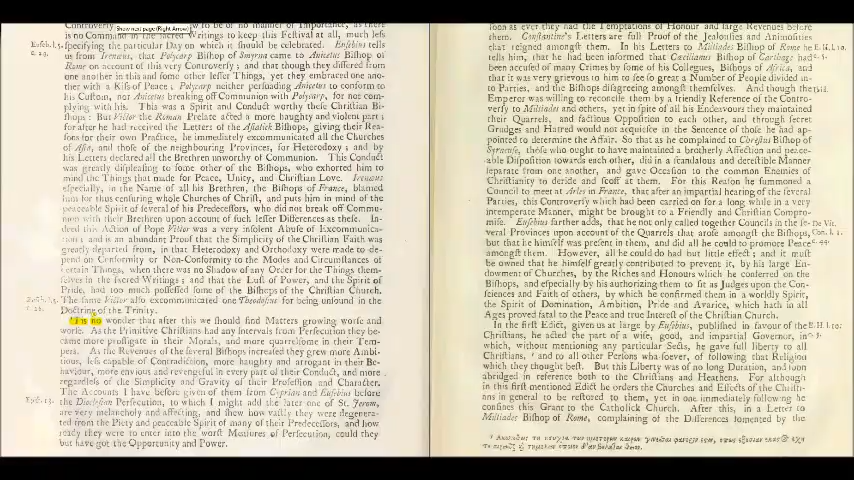 Controversy
is no Command in the sacred Writings to keep this Festival at all, much less
Show next page (Right Arrow)
Euseb. l. 5. specifying the particular Day on which it should be celebrated. Eusebius tells
c. 24. us from Irenæus, that Polycarp Bishop of Smyrna came to Anicetus Bishop of
Rome on account of this very Controversy; and that though they differed from
one another in this and some other lesser Things, yet they embraced one ano-
ther with a Kiss of Peace; Polycarp neither persuading Anicetus to conform to
his Custom, nor Anicetus breaking off Communion with Polycarp, for not com-
plying with his. This was a Spirit and Conduct worthy these Christian Bi-
shops: But Victor the Roman Prelate acted a more haughty and violent part;
for after he had received the Letters of the Asiatick Bishops, giving their Rea-
sons for their own Practice, he immediately excommunicated all the Churches
of Asia, and those of the neighbouring Provinces, for Heterodoxy; and by
his Letters declared all the Brethren unworthy of Communion. This Conduct
was greatly displeasing to some other of the Bishops, who exhorted him to
mind the Things that made for Peace, Unity, and Christian Love. Irenæus
especially, in the Name of all his Brethren, the Bishops of France, blamed
him for thus censuring whole Churches of Christ, and puts him in mind of the
peaceable Spirit of several of his Predecessors, who did not break off Commu-
nion with their Brethren upon account of such lesser Differences as these. In-
deed this Action of Pope Victor was a very insolent Abuse of Excommunica-
tion; and is an abundant Proof that the Simplicity of the Christian Faith was
greatly departed from, in that Heterodoxy and Orthodoxy were made to de-
pend on Conformity or Non-Conformity to the Modes and Circumstances of
certain Things, when there was no Shadow of any Order for the Things them-
selves in the sacred Writings; and that the Lust of Power, and the Spirit of
Pride, had too much possessed some of the Bishops of the Christian Church.
The same Victor also excommunicated one Theodosius for being unsound in the
Doctrine of the Trinity.
'Tis no wonder that after this we should find Matters growing worse and
worse. As the Primitive Christians had any Intervals from Persecution they be-
came more profligate in their Morals, and more quarrelsome in their Tem-
pers. As the Revenues of the several Bishops increased they grew more Ambi-
tious, less capable of Contradiction, more haughty and arrogant in their Be-
haviour, more envious and revengeful in every part of their Conduct, and more
regardless of the Simplicity and Gravity of their Profession and Character.
The Accounts I have before given of them from Cyprian and Eusebius before
the Dioclesian Persecution, to which I might add the later one of St. Jerom,
are very melancholy and affecting, and shew how vastly they were degenera-
ted from the Piety and peaceable Spirit of many of their Predecessors, and how
ready they were to enter into the worst Measures of Persecution, could they
but have got the Opportunity and Power.
soon as ever they had the Temptations of Honour and large Revenues before
them. Constantine's Letters are full Proof of the Jealousies and Animosities
that reigned amongst them. In his Letters to Miltiades Bishop of Rome he E. H. l. 10.
tells him, that he had been informed that Cæcilianus Bishop of Carthage had c. 5.
been accused of many Crimes by some of his Collegues, Bishops of Africa, and
that it was very grievous to him to see so great a Number of People divided in-
to Parties, and the Bishops disagreeing amongst themselves. And though the
Emperor was willing to reconcile them by a friendly Reference of the Contro-
versy to Miltiades and others, yet in spite of all his Endeavours they maintained
their Quarrels, and factious Opposition to each other, and through secret
Grudges and Hatred would not acquiesce in the Sentence of those he had ap-
pointed to determine the Affair. So that as he complained to Chrestus Bishop of
Syracuse, those who ought to have maintained a brotherly Affection and peace-
able Disposition towards each other, did in a scandalous and detestible Manner
separate from one another, and gave Occasion to the common Enemies of
Christianity to deride and scoff at them. For this Reason he summoned a
Council to meet at Arles in France, that after an impartial hearing of the several
Parties, this Controversy which had been carried on for a long while in a very
intemperate Manner, might be brought to a Friendly and Christian Compro-
mise. Eusebius farther adds, that he not only called together Councils in the se- De Vit.
veral Provinces upon account of the Quarrels that arose amongst the Bishops, Con. l. 1.
but that he himself was present in them, and did all he could to promote Peace c. 44.
amongst them. However, all he could do had but little effect; and it must
be owned that he himself greatly contributed to prevent it, by his large En-
dowment of Churches, by the Riches and Honours which he conferred on the
Bishops, and especially by his authorizing them to sit as Judges upon the Con-
sciences and Faith of others, by which he confirmed them in a worldly Spirit,
the Spirit of Domination, Ambition, Pride and Avarice, which hath in all
Ages proved fatal to the Peace and true Interest of the Christian Church.
In the first Edict, given us at large by Eusebius, published in favour of the E. H. l. 10.
Christians, he acted the part of a wise, good, and impartial Governor, in
which, without mentioning any particular Sects, he gave full liberty to all
Christians, and to all other Persons whatsoever, of following that Religion
which they thought best. But this Liberty was of no long Duration, and soon
abridged in reference both to the Christians and Heathens. For although
in this first mentioned Edict he orders the Churches and Effects of the Christi-
ans in general to be restored to them, yet in one immediately following he
confines this Grant to the Catholick Church. After this, in a Letter to
Miltiades Bishop of Rome, complaining of the Differences fomented by the